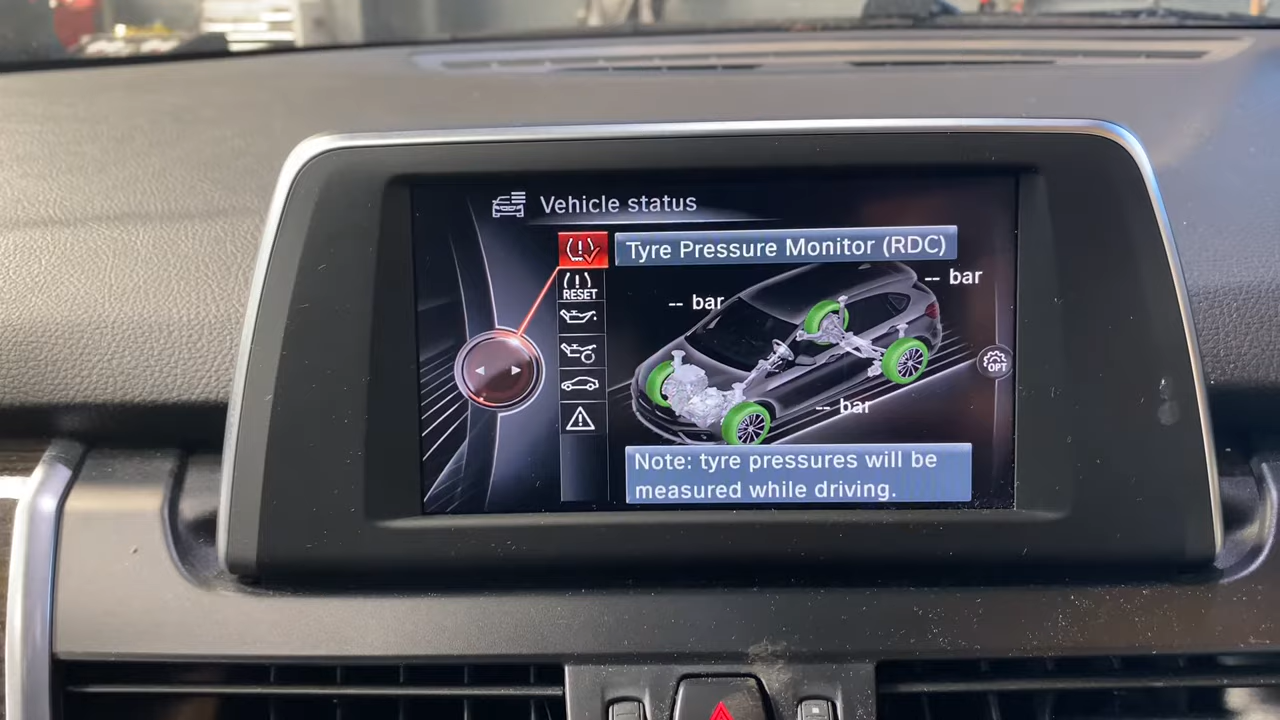 Vehicle status
Tyre Pressure Monitor (RDC)
RESET
-- bar
-- bar
OPT
-- bar
Note: tyre pressures will be
measured while driving.